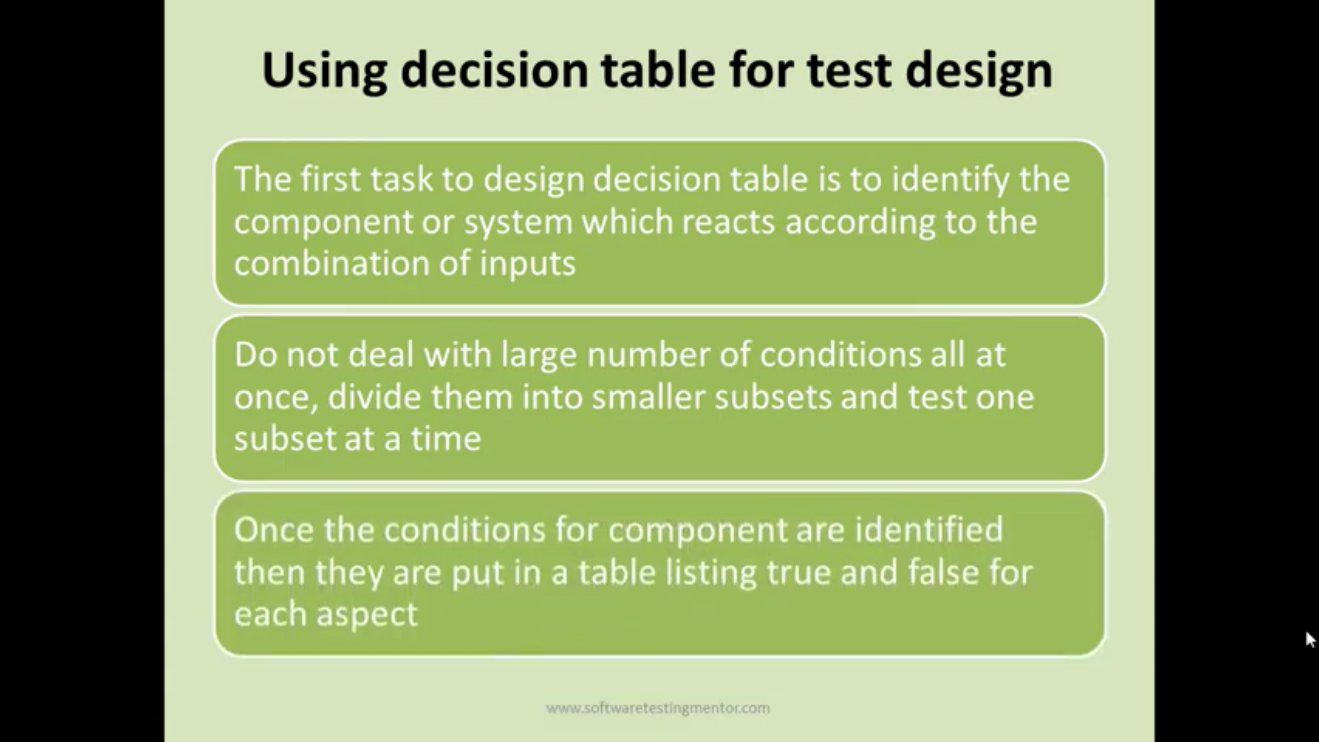 Using decision table for test design
The first task to design decision table is to identify the
component or system which reacts according to the
combination of inputs
Do not deal with large number of conditions all at
once, divide them into smaller subsets and test one
subset at a time
Once the conditions for component are identified
then they are put in a table listing true and false for
each aspect
www.softwaretestingmentor.com